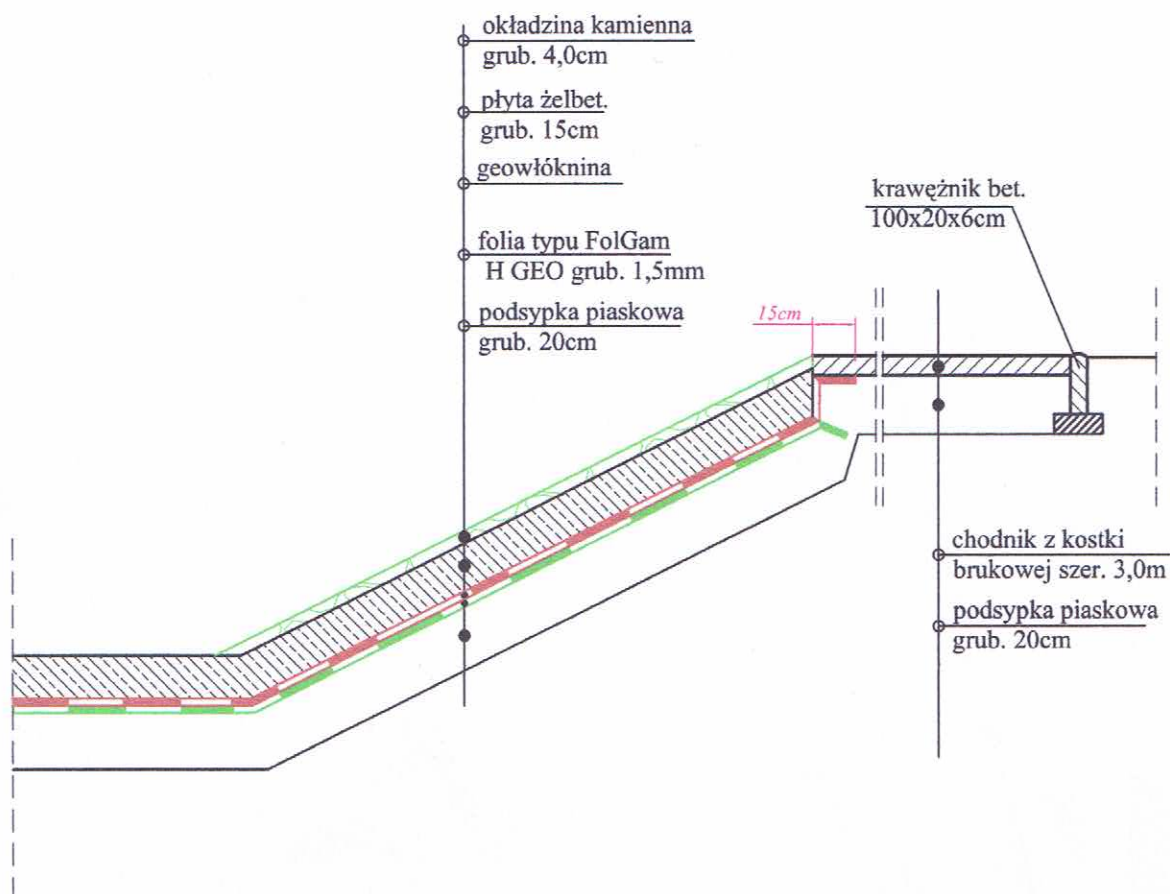 okładzina kamienna
grub. 4,0cm
płyta żelbet.
grub. 15cm
geowłóknina
folia typu FolGam
H GEO grub. 1,5mm
podsypka piaskowa
grub. 20cm
krawężnik bet.
100x20x6cm
15cm
chodnik z kostki
brukowej szer. 3,0m
podsypka piaskowa
grub. 20cm